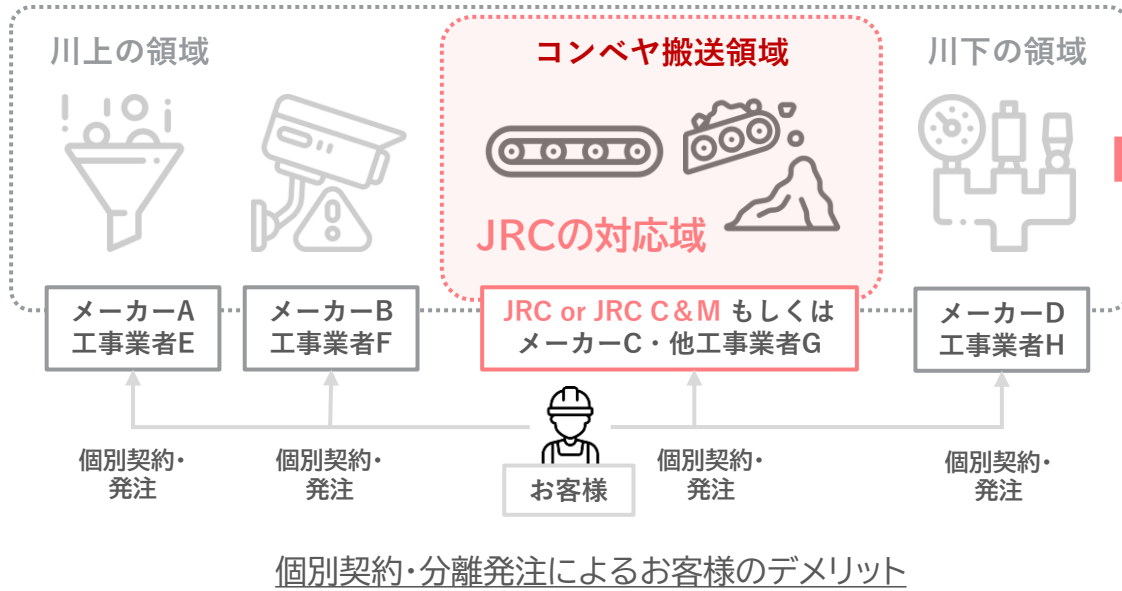 川上の領域
コンベヤ搬送領域
川下の領域
JRCの対応域
メーカーA
工事業者E
メーカーB
工事業者F
JRC or JRC C&M もしくは
メーカーC・他工事業者G
メーカーD
工事業者H
個別契約・
発注
個別契約・
発注
お客様
個別契約・
発注
個別契約・
発注
個別契約・分離発注によるお客様のデメリット